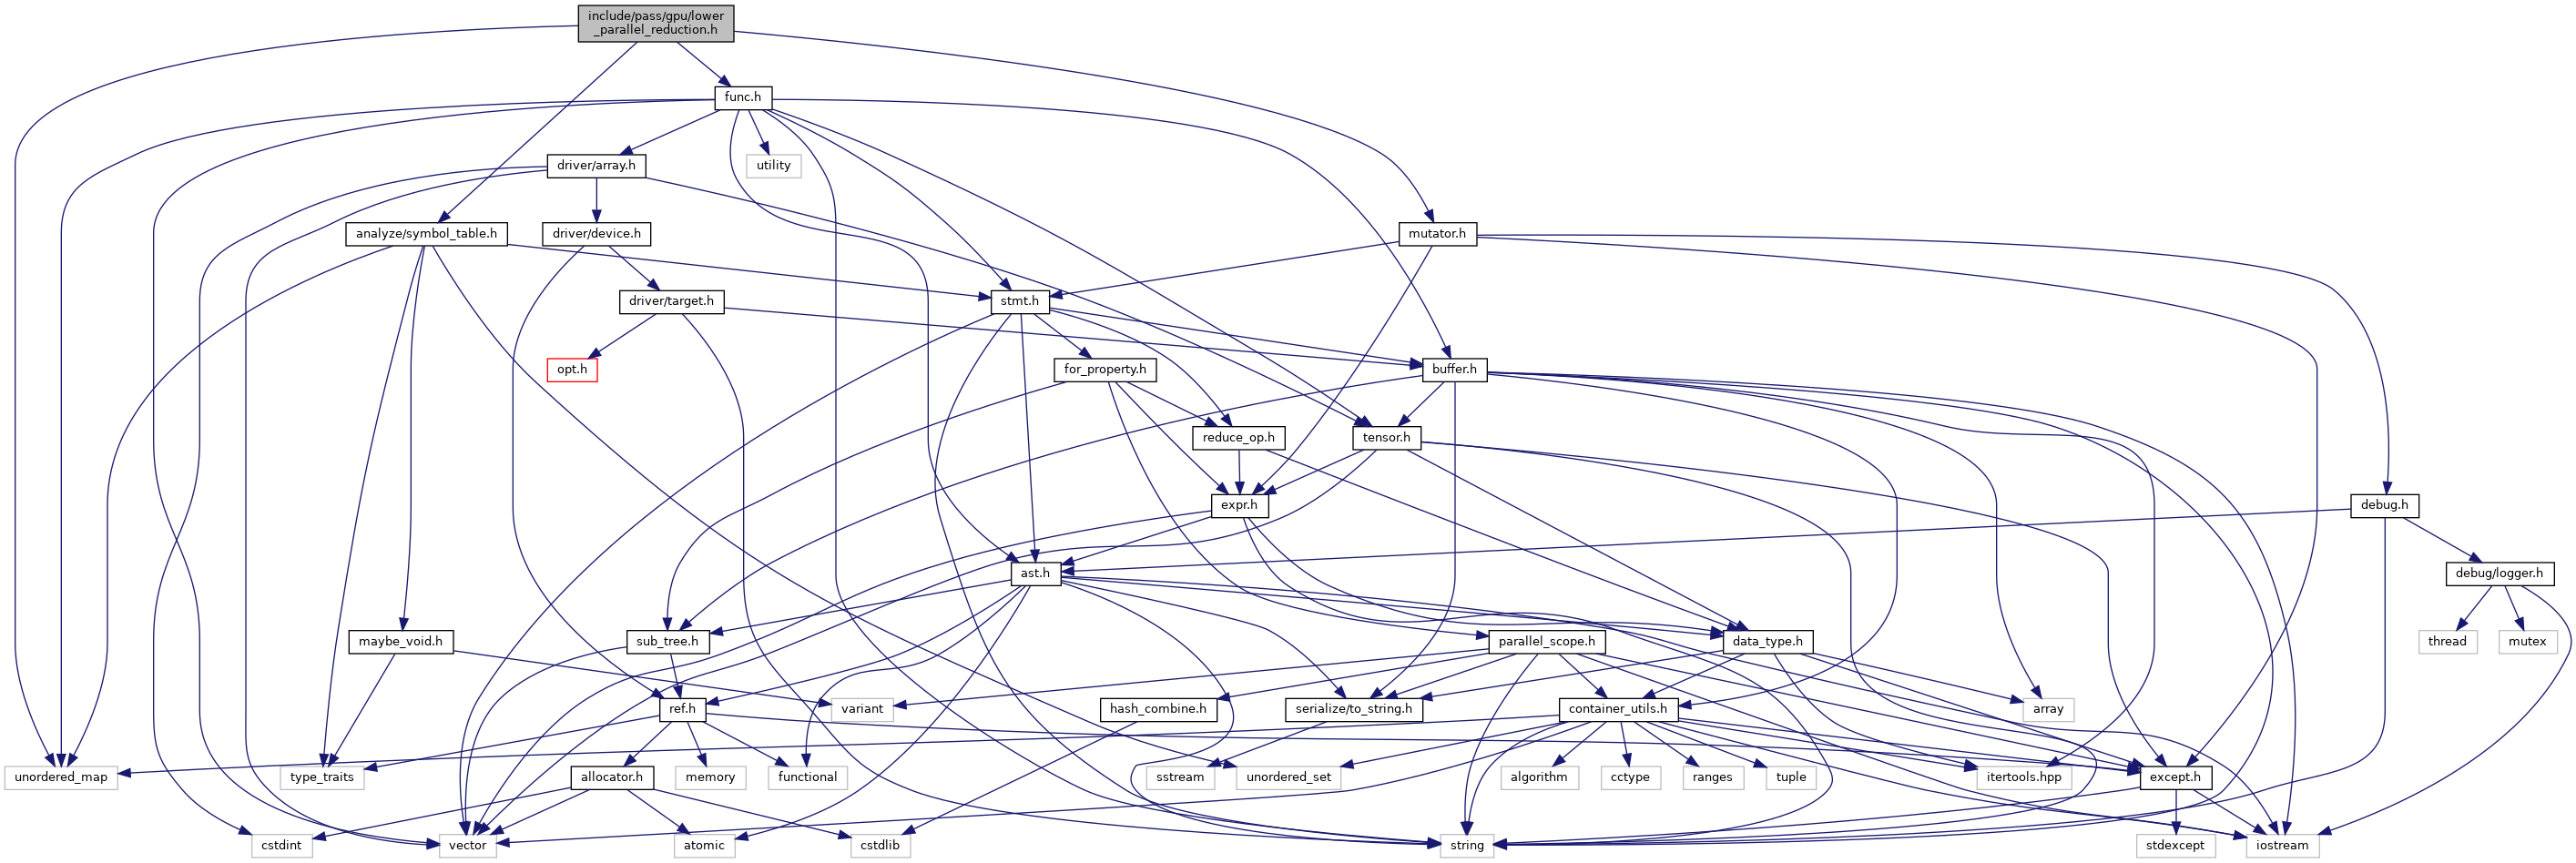 include/pass/gpu/lower
_parallel_reduction.h
func.h
driver/array.h
utility
analyze/symbol_table.h
driver/device.h
mutator.h
driver/target.h
stmt.h
opt.h
for_property.h
buffer.h
reduce_op.h
tensor.h
expr.h
debug.h
ast.h
debug/logger.h
maybe_void.h
sub_tree.h
parallel_scope.h
data_type.h
thread
mutex
ref.h
variant
hash_combine.h
serialize/to_string.h
container_utils.h
array
unordered_map
type_traits
allocator.h
memory
functional
sstream
unordered_set
algorithm
cctype
ranges
tuple
itertools.hpp
except.h
cstdint
vector
atomic
cstdlib
string
stdexcept
iostream